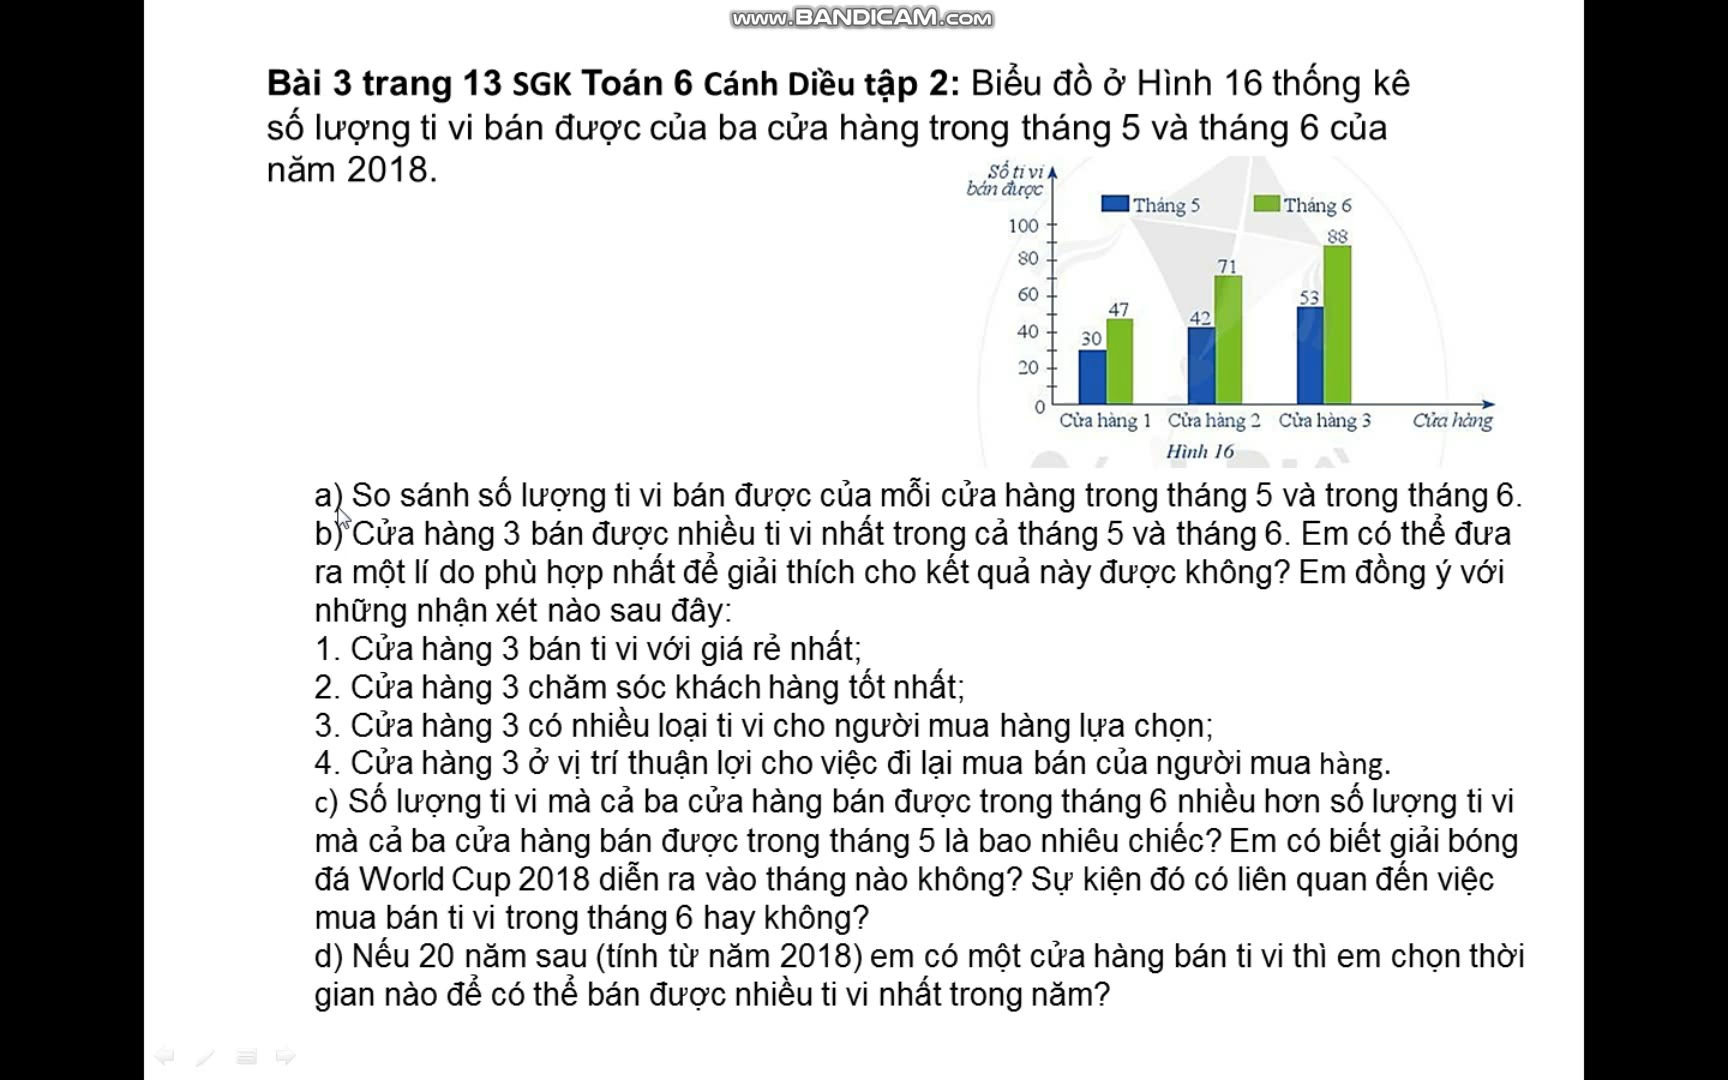 www.BANDICAM.com
Bài 3 trang 13 SGK Toán 6 Cánh Diều tập 2: Biểu đồ ở Hình 16 thống kê
số lượng ti vi bán được của ba cửa hàng trong tháng 5 và tháng 6 của
năm 2018.
Số ti vi
bán được
Tháng 5 Tháng 6
100
80
60
40
20
0
30 47 42 71 53 88
Cửa hàng 1 Cửa hàng 2 Cửa hàng 3 Cửa hàng
Hình 16
a) So sánh số lượng ti vi bán được của mỗi cửa hàng trong tháng 5 và trong tháng 6.
b) Cửa hàng 3 bán được nhiều ti vi nhất trong cả tháng 5 và tháng 6. Em có thể đưa
ra một lí do phù hợp nhất để giải thích cho kết quả này được không? Em đồng ý với
những nhận xét nào sau đây:
1. Cửa hàng 3 bán ti vi với giá rẻ nhất;
2. Cửa hàng 3 chăm sóc khách hàng tốt nhất;
3. Cửa hàng 3 có nhiều loại ti vi cho người mua hàng lựa chọn;
4. Cửa hàng 3 ở vị trí thuận lợi cho việc đi lại mua bán của người mua hàng.
c) Số lượng ti vi mà cả ba cửa hàng bán được trong tháng 6 nhiều hơn số lượng ti vi
mà cả ba cửa hàng bán được trong tháng 5 là bao nhiêu chiếc? Em có biết giải bóng
đá World Cup 2018 diễn ra vào tháng nào không? Sự kiện đó có liên quan đến việc
mua bán ti vi trong tháng 6 hay không?
d) Nếu 20 năm sau (tính từ năm 2018) em có một cửa hàng bán ti vi thì em chọn thời
gian nào để có thể bán được nhiều ti vi nhất trong năm?